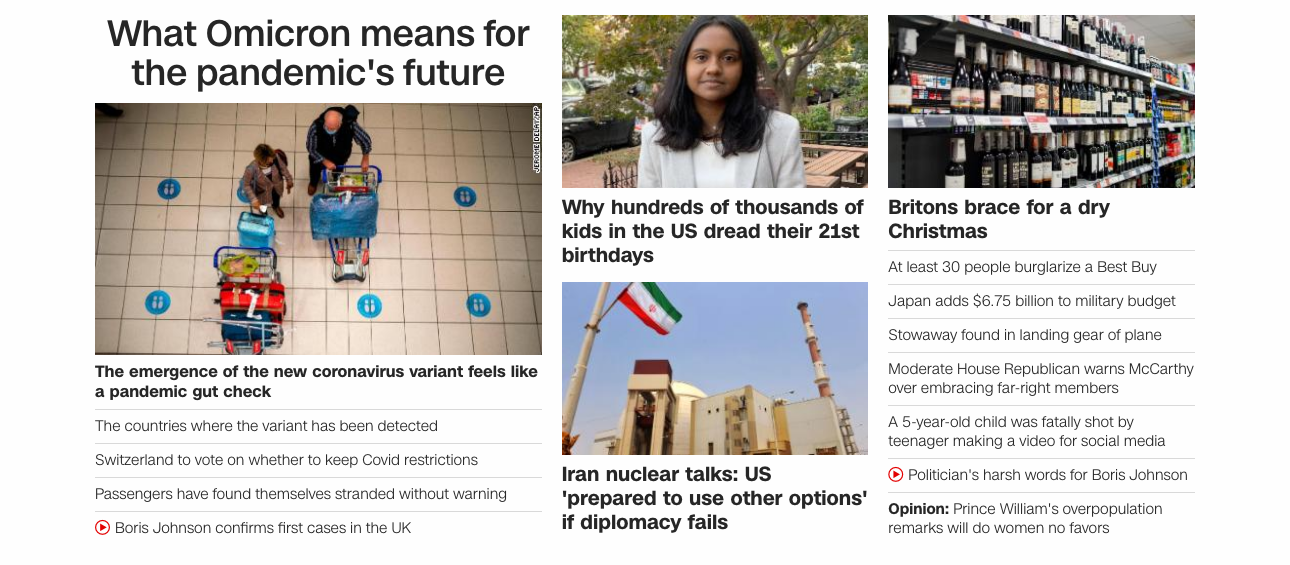 What Omicron means for
the pandemic's future
JEROME DELAY/AP
The emergence of the new coronavirus variant feels like
a pandemic gut check
The countries where the variant has been detected
Switzerland to vote on whether to keep Covid restrictions
Passengers have found themselves stranded without warning
Boris Johnson confirms first cases in the UK
Why hundreds of thousands of
kids in the US dread their 21st
birthdays
Iran nuclear talks: US
'prepared to use other options'
if diplomacy fails
Britons brace for a dry
Christmas
At least 30 people burglarize a Best Buy
Japan adds $6.75 billion to military budget
Stowaway found in landing gear of plane
Moderate House Republican warns McCarthy
over embracing far-right members
A 5-year-old child was fatally shot by
teenager making a video for social media
Politician's harsh words for Boris Johnson
Opinion: Prince William's overpopulation
remarks will do women no favors